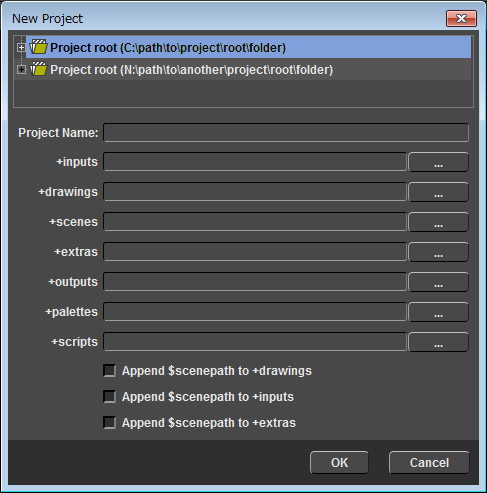 New Project
Project root (C:\path\to\project\root\folder)
Project root (N:\path\to\another\project\root\folder)
Project Name:
+inputs ...
+drawings ...
+scenes ...
+extras ...
+outputs ...
+palettes ...
+scripts ...
Append $scenepath to +drawings
Append $scenepath to +inputs
Append $scenepath to +extras
OK Cancel